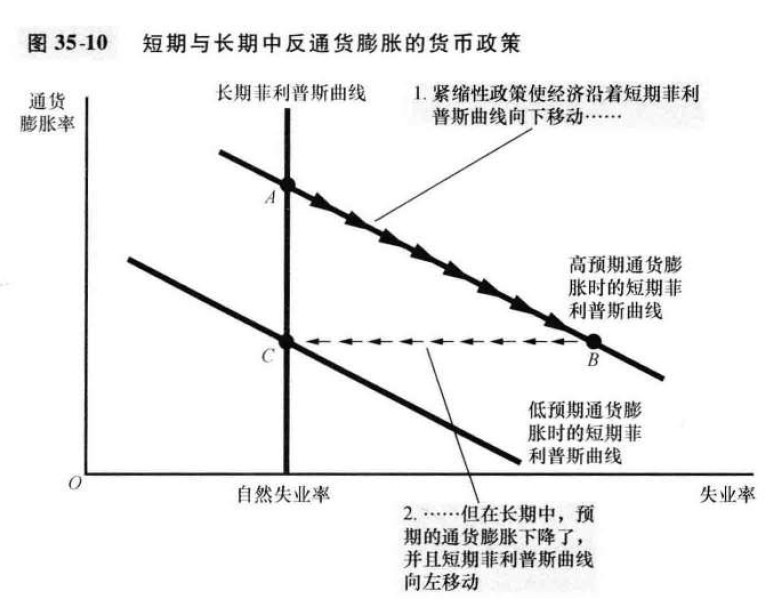 图 35-10 短期与长期中反通货膨胀的货币政策
通货
膨胀率
长期菲利普斯曲线
1. 紧缩性政策使经济沿着短期菲利
普斯曲线向下移动……
A
高预期通货膨
胀时的短期菲
利普斯曲线
C
B
低预期通货膨
胀时的短期菲
利普斯曲线
O
自然失业率
失业率
2. ……但在长期中，预
期的通货膨胀下降了，
并且短期菲利普斯曲线
向左移动